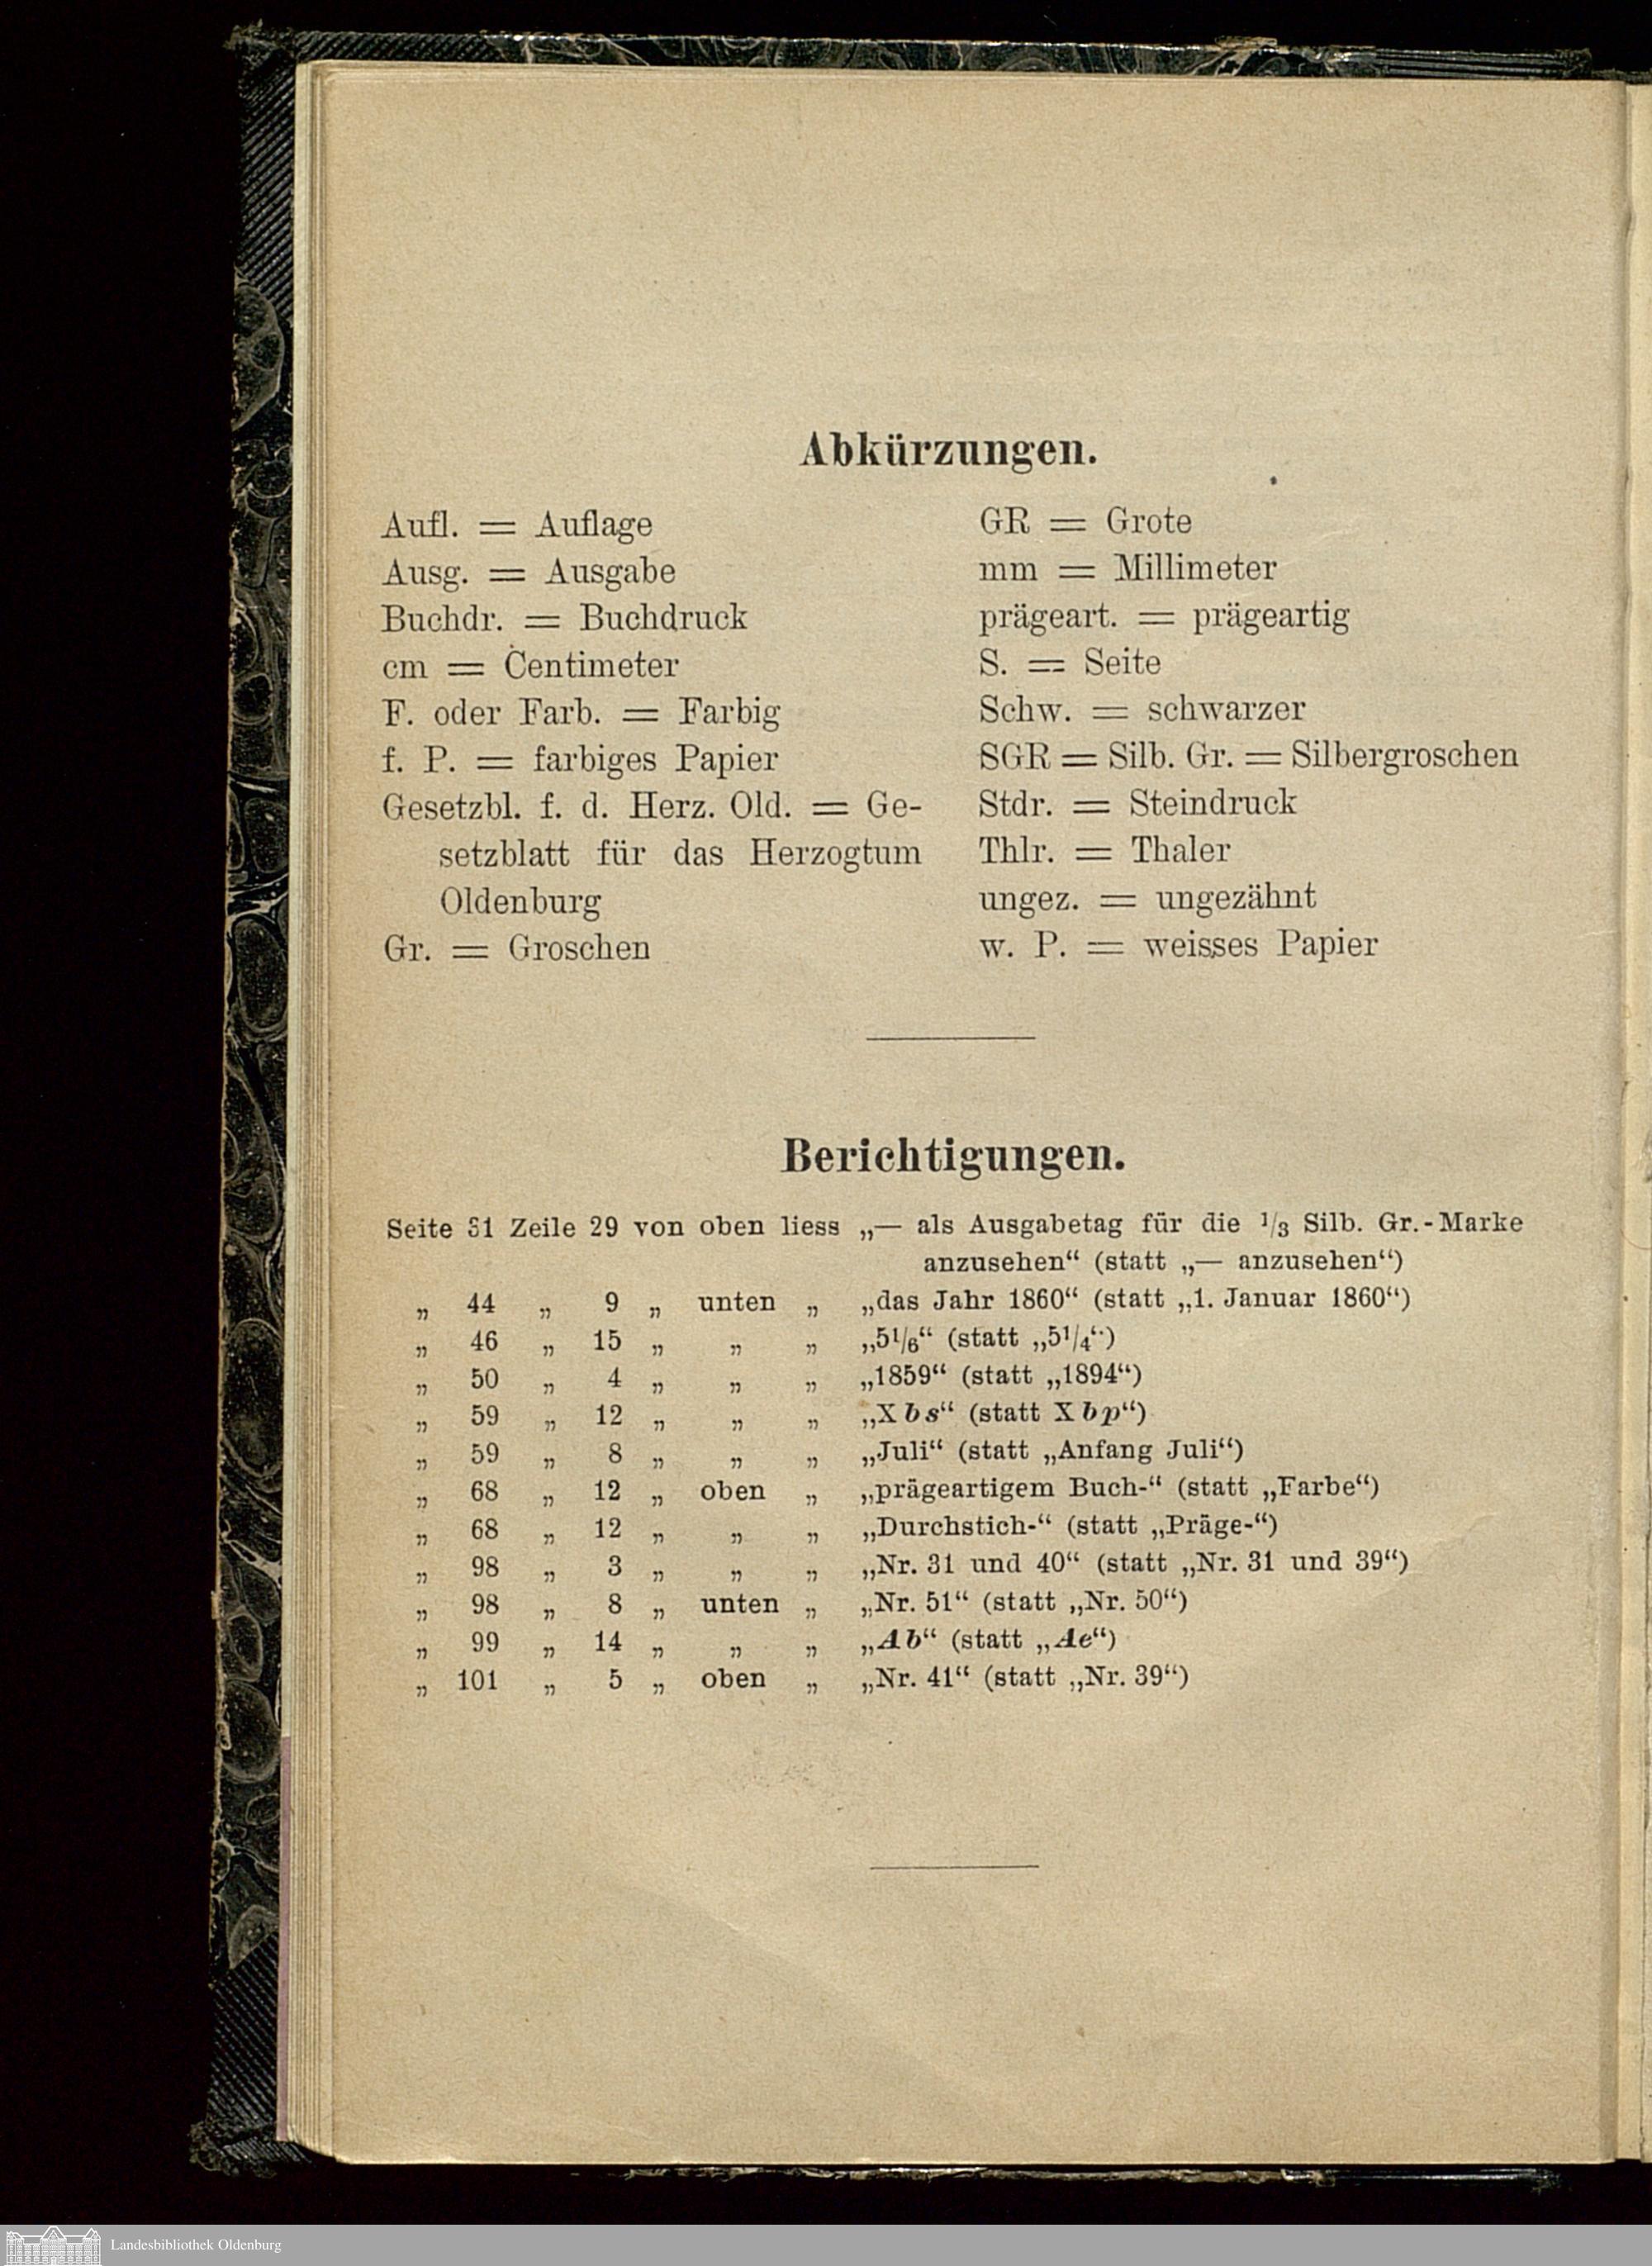 Abkürzungen.
Aufl. = Auflage
Ausg. = Ausgabe
Buchdr. = Buchdruck
cm = Centimeter
F. oder Farb. = Farbig
f. P. = farbiges Papier
Gesetzbl. f. d. Herz. Old. = Ge-
setzblatt für das Herzogtum
Oldenburg
Gr. = Groschen
GR = Grote
mm = Millimeter
prägeart. = prägeartig
S. = Seite
Schw. = schwarzer
SGR = Silb. Gr. = Silbergroschen
Stdr. = Steindruck
Thlr. = Thaler
ungez. = ungezähnt
w. P. = weisses Papier
Berichtigungen.
Seite 31 Zeile 29 von oben liess „— als Ausgabetag für die ¹/₃ Silb. Gr.-Marke
anzusehen“ (statt „— anzusehen“)
„ 44 „ 9 „ unten „ „das Jahr 1860“ (statt „1. Januar 1860“)
„ 46 „ 15 „ „ „ „5¹/₆“ (statt „5¹/₄“)
„ 50 „ 4 „ „ „ „1859“ (statt „1894“)
„ 59 „ 12 „ „ „ „X b s“ (statt X b p“)
„ 59 „ 8 „ „ „ „Juli“ (statt „Anfang Juli“)
„ 68 „ 12 „ oben „ „prägeartigem Buch-“ (statt „Farbe“)
„ 68 „ 12 „ „ „ „Durchstich-“ (statt „Präge-“)
„ 98 „ 3 „ „ „ „Nr. 31 und 40“ (statt „Nr. 31 und 39“)
„ 98 „ 8 „ unten „ „Nr. 51“ (statt „Nr. 50“)
„ 99 „ 14 „ „ „ „Ab“ (statt „Ae“)
„ 101 „ 5 „ oben „ „Nr. 41“ (statt „Nr. 39“)
Landesbibliothek Oldenburg